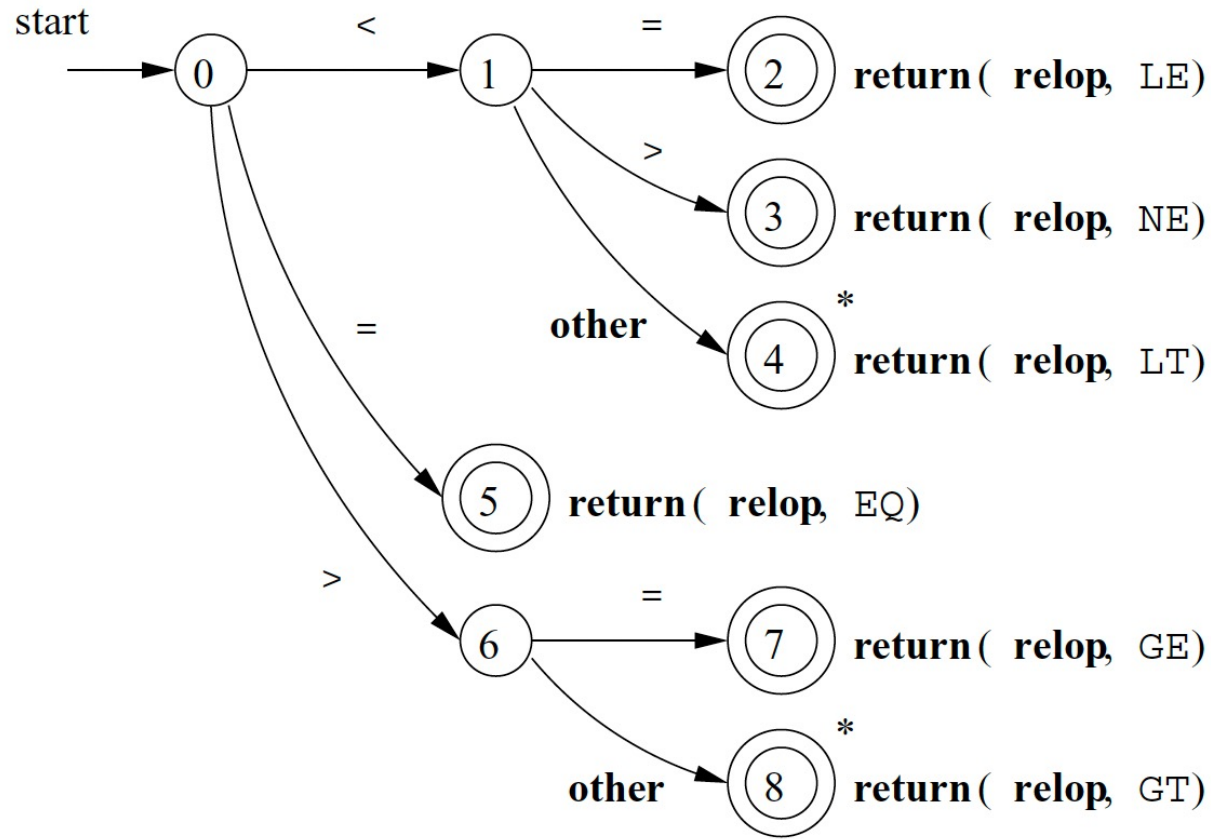 start
<
=
0
1
2
return( relop, LE)
>
3
return( relop, NE)
*
other
4
return( relop, LT)
=
5
return( relop, EQ)
>
=
6
7
return( relop, GE)
*
other
8
return( relop, GT)